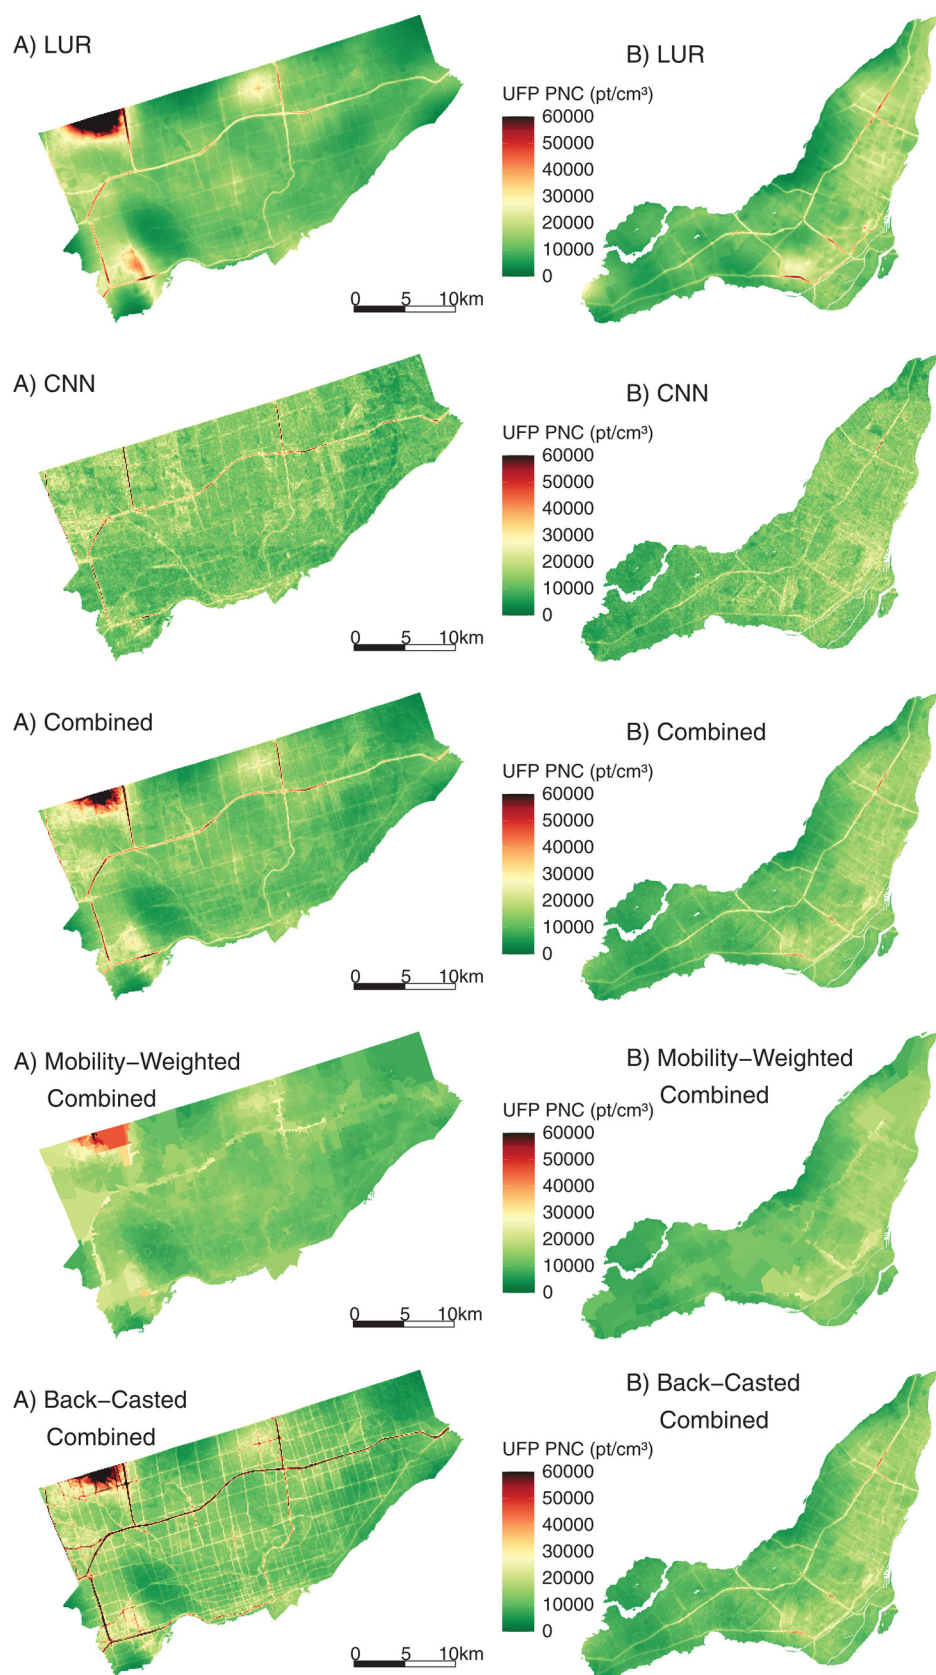 A) LUR
B) LUR
UFP PNC (pt/cm³)
60000
50000
40000
30000
20000
10000
0
0 5 10km
A) CNN
B) CNN
UFP PNC (pt/cm³)
60000
50000
40000
30000
20000
10000
0
0 5 10km
A) Combined
B) Combined
UFP PNC (pt/cm³)
60000
50000
40000
30000
20000
10000
0
0 5 10km
A) Mobility−Weighted
Combined
B) Mobility−Weighted
Combined
UFP PNC (pt/cm³)
60000
50000
40000
30000
20000
10000
0
0 5 10km
A) Back−Casted
Combined
B) Back−Casted
Combined
UFP PNC (pt/cm³)
60000
50000
40000
30000
20000
10000
0
0 5 10km